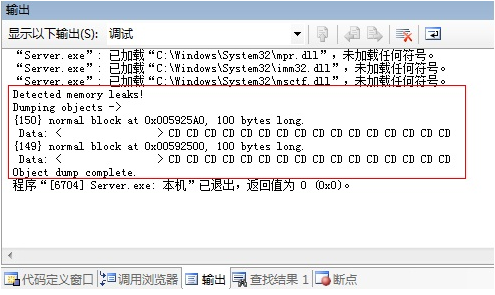 输出
显示以下输出(S): 调试
“Server.exe”: 已加载“C:\Windows\System32\mpr.dll”，未加载任何符号。
“Server.exe”: 已加载“C:\Windows\System32\imm32.dll”，未加载任何符号。
“Server.exe”: 已加载“C:\Windows\System32\msctf.dll”，未加载任何符号。
Detected memory leaks!
Dumping objects ->
{150} normal block at 0x005925A0, 100 bytes long.
Data: < > CD CD CD CD CD CD CD CD CD CD CD CD CD CD CD CD
{149} normal block at 0x00592500, 100 bytes long.
Data: < > CD CD CD CD CD CD CD CD CD CD CD CD CD CD CD CD
Object dump complete.
程序“[6704] Server.exe: 本机”已退出，返回值为 0 (0x0)。
代码定义窗口 调用浏览器 输出 查找结果 1 断点